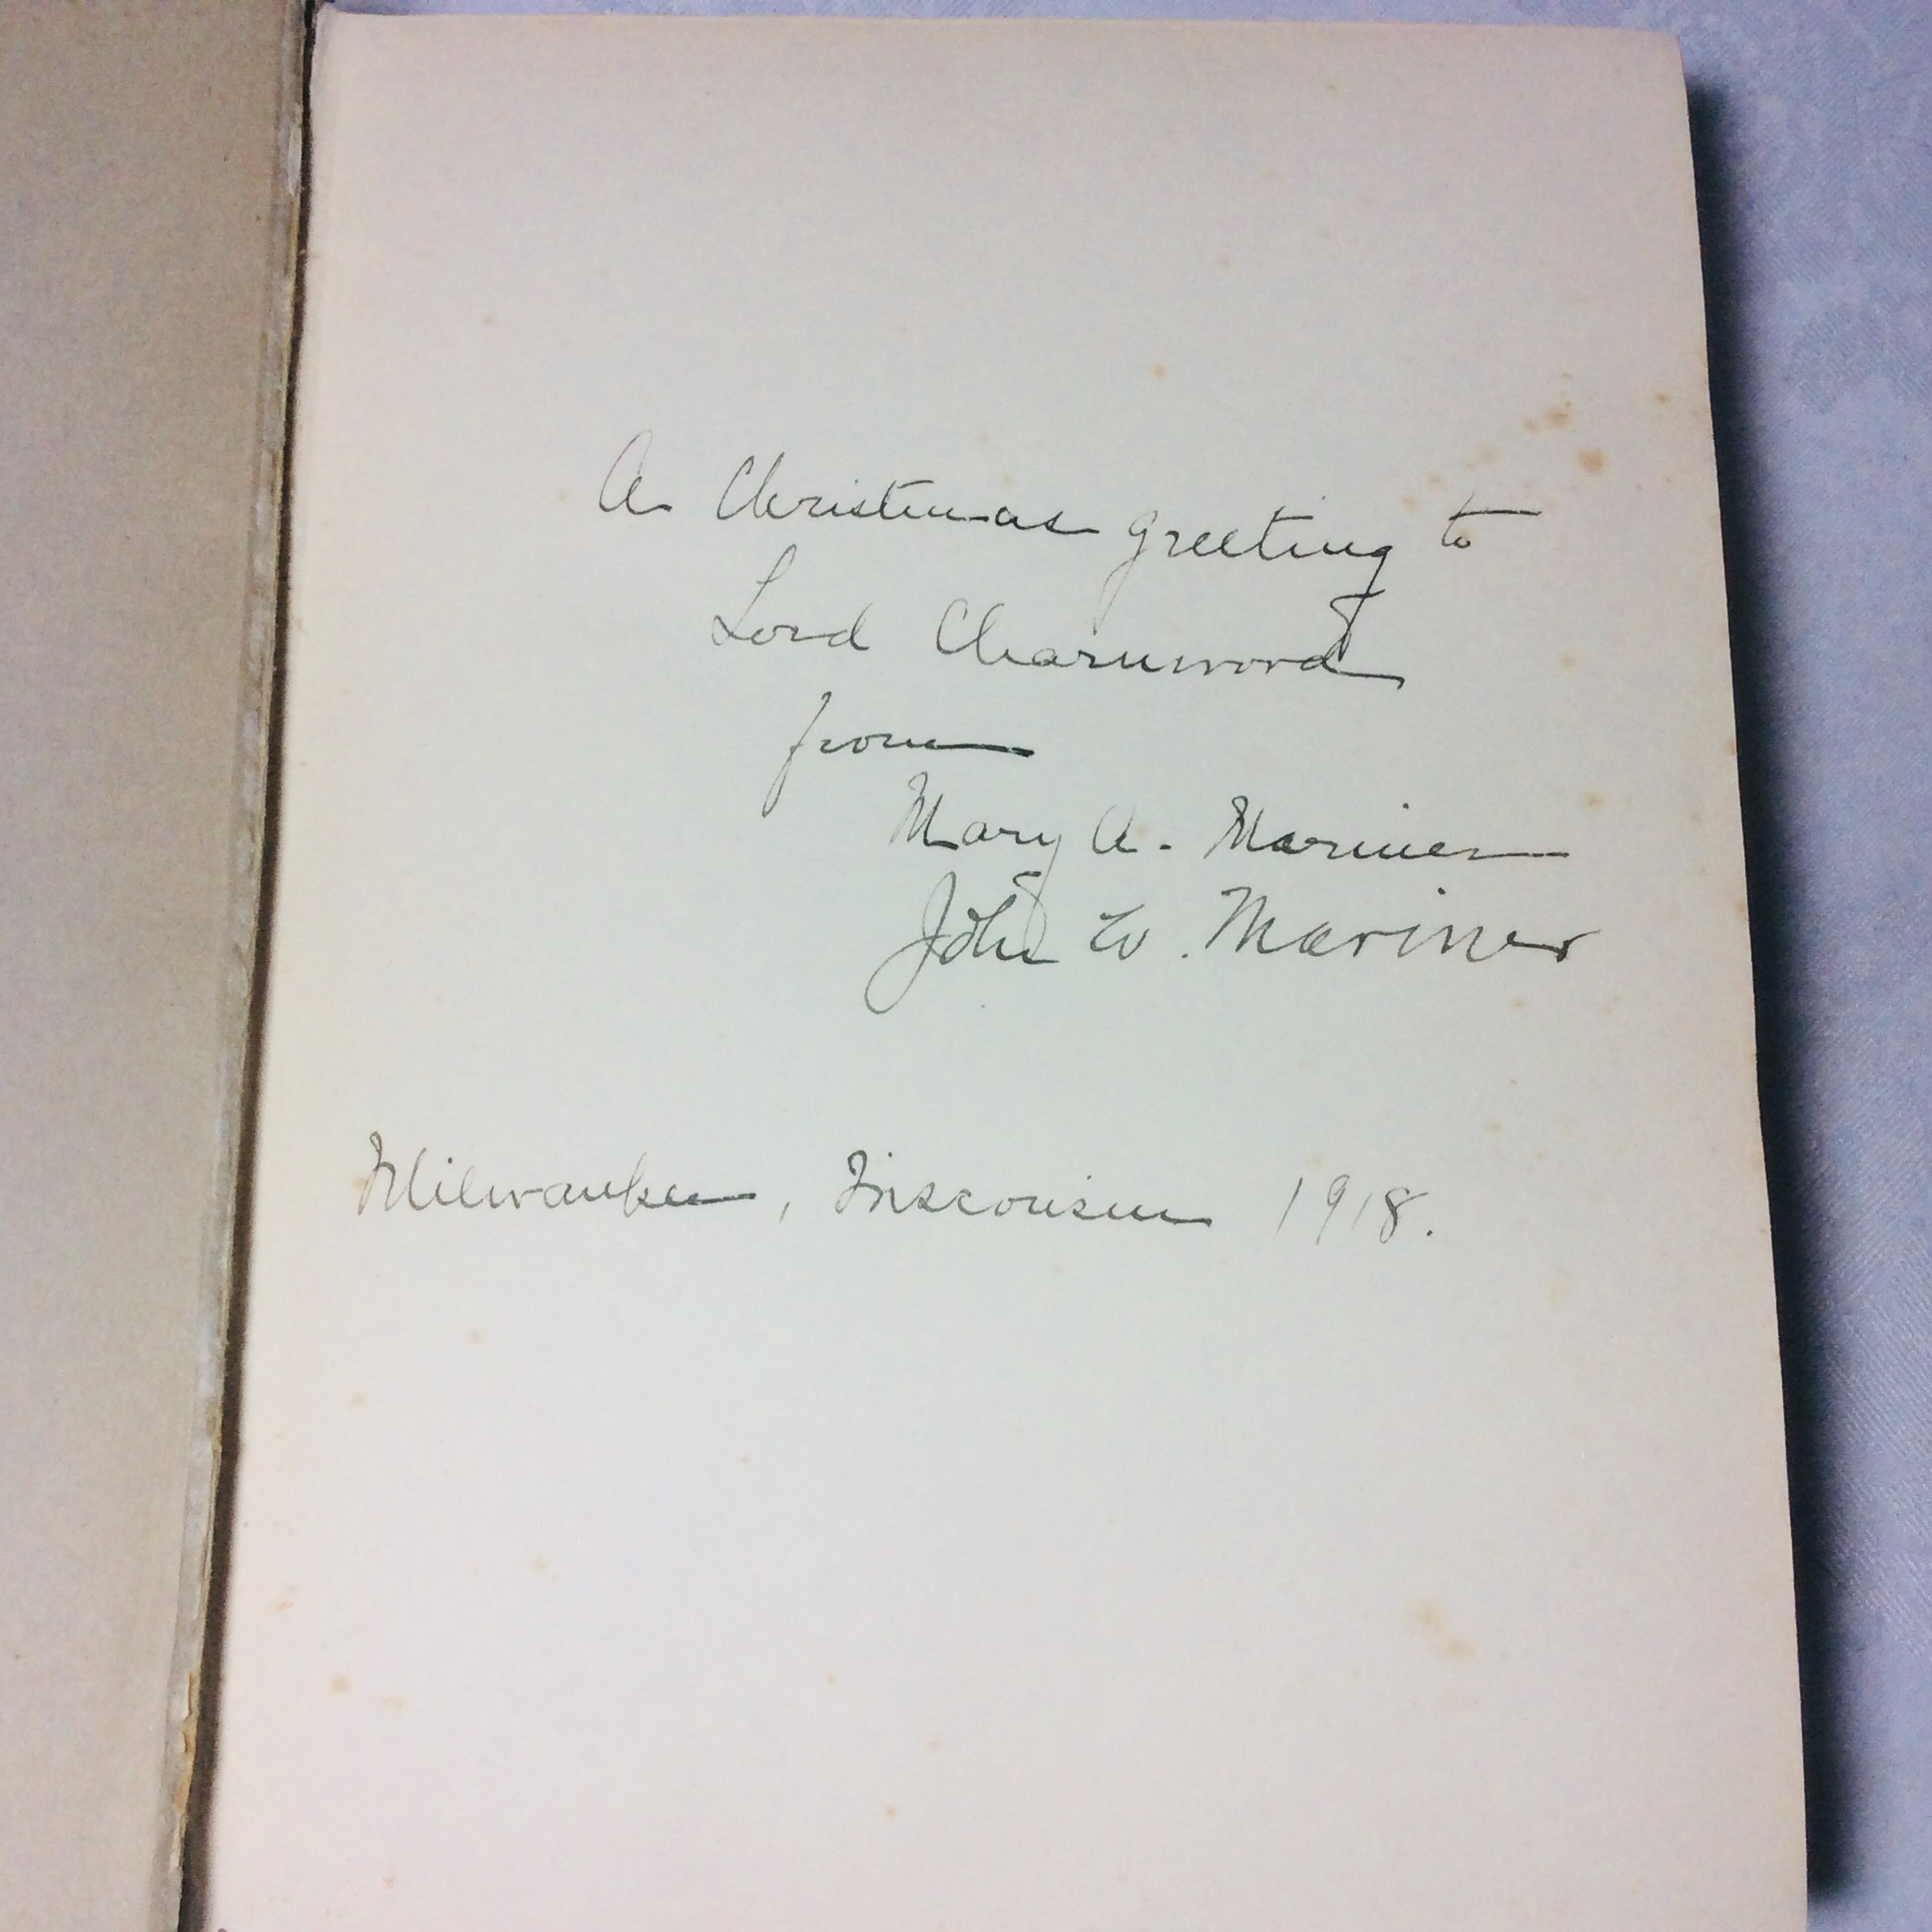 A Christmas greeting to
Lord Charnwood
from
Mary A. Mariner
John W. Mariner
Milwaukee, Wisconsin 1918.